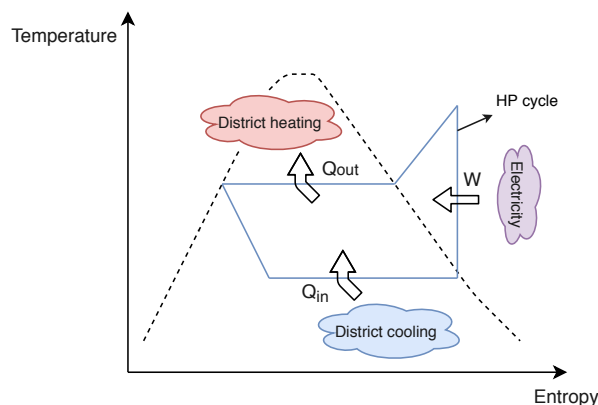 Temperature
HP cycle
District heating
Qout
W
Electricity
Qin
District cooling
Entropy